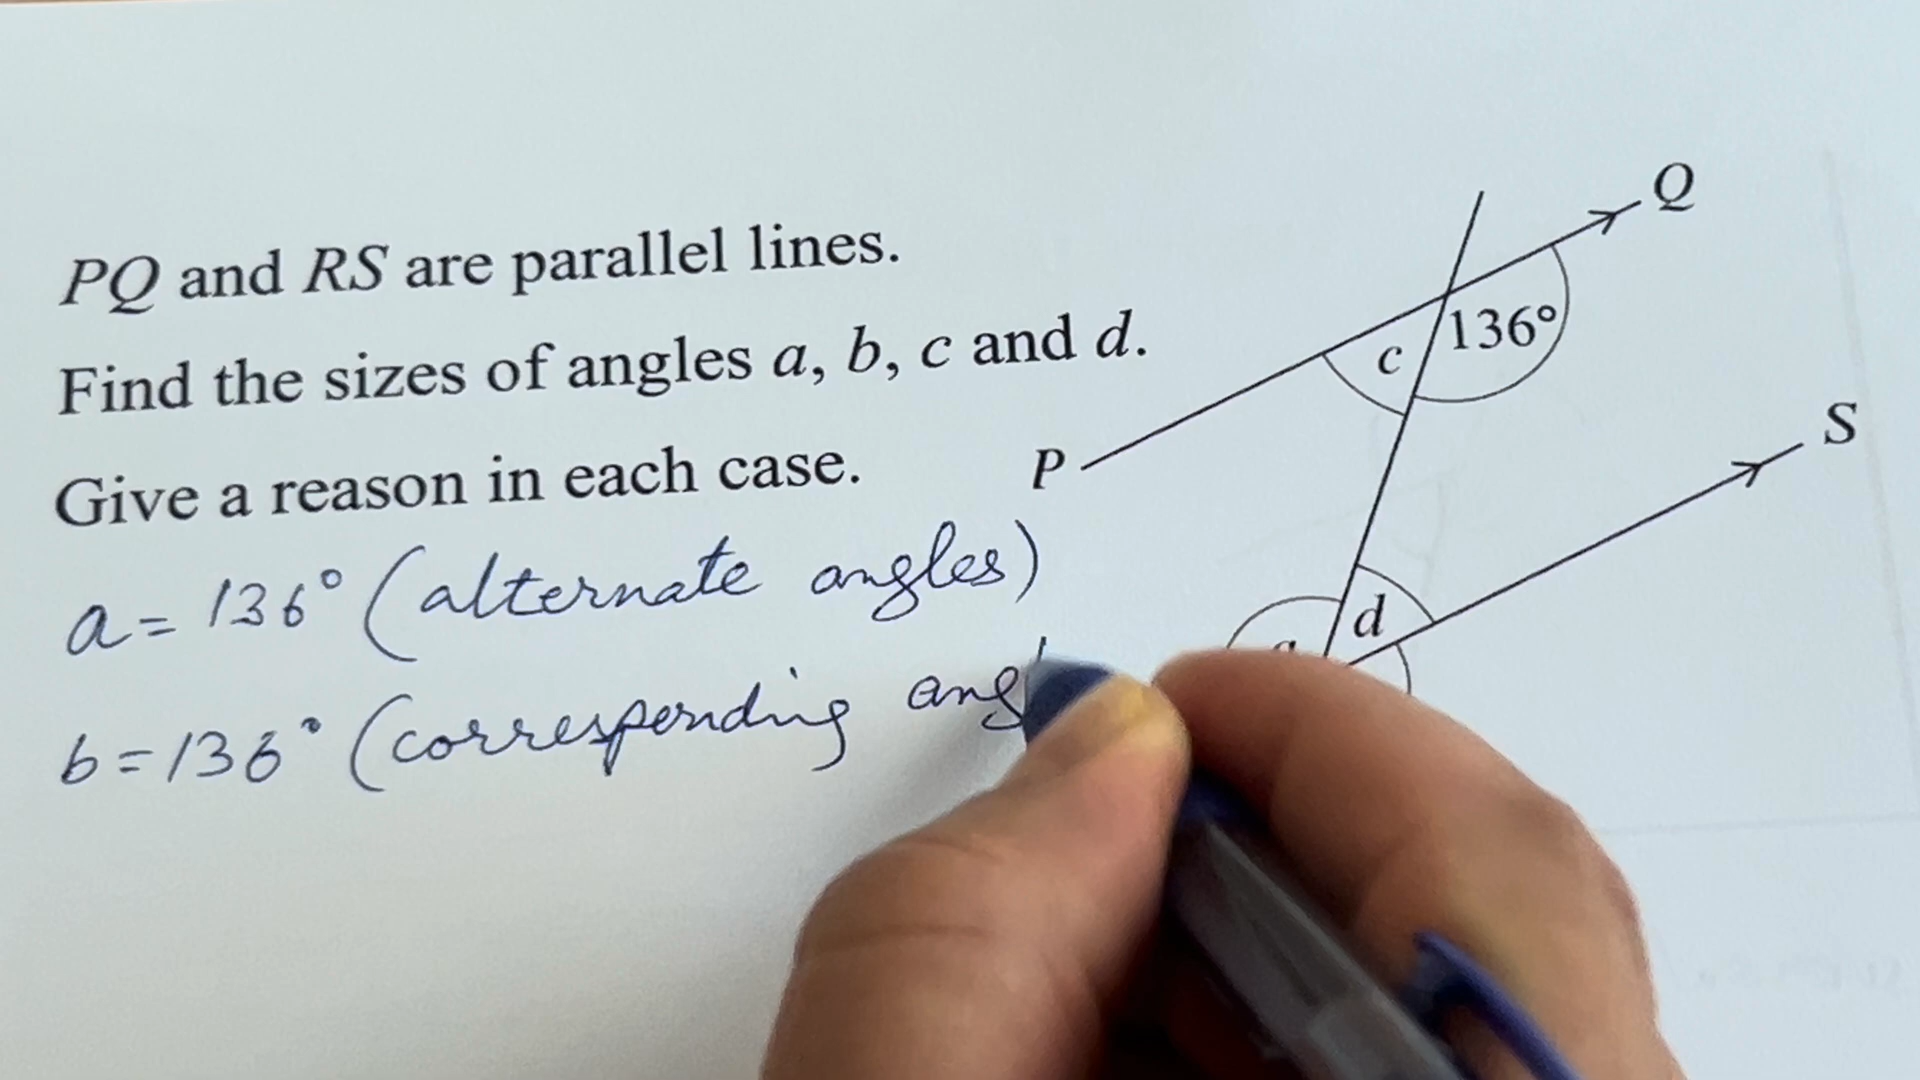 PQ and RS are parallel lines.
Find the sizes of angles a, b, c and d.
Give a reason in each case.
a = 136° (alternate angles)
b = 136° (corresponding ang
Q
136°
c
P
S
d